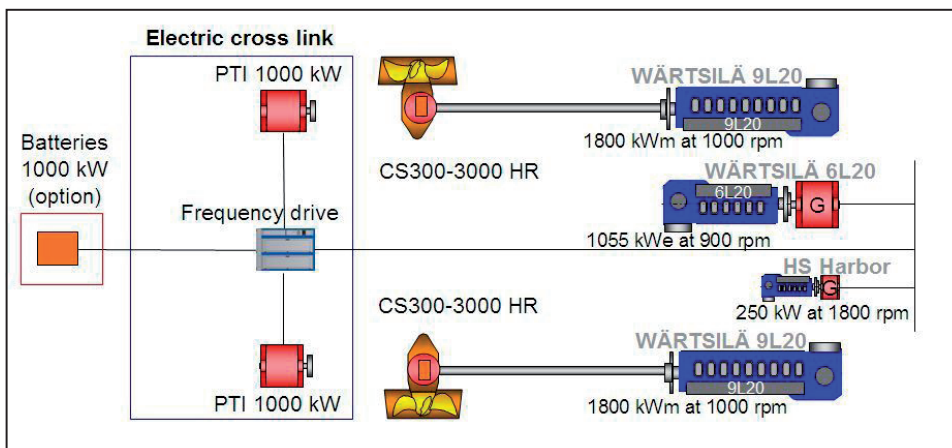 Electric cross link
PTI 1000 kW
Batteries
1000 kW
(option)
Frequency drive
PTI 1000 kW
WÄRTSILÄ 9L20
9L20
1800 kWm at 1000 rpm
CS300-3000 HR
WÄRTSILÄ 6L20
6L20
G
1055 kWe at 900 rpm
HS Harbor
G
250 kW at 1800 rpm
CS300-3000 HR
WÄRTSILÄ 9L20
9L20
1800 kWm at 1000 rpm